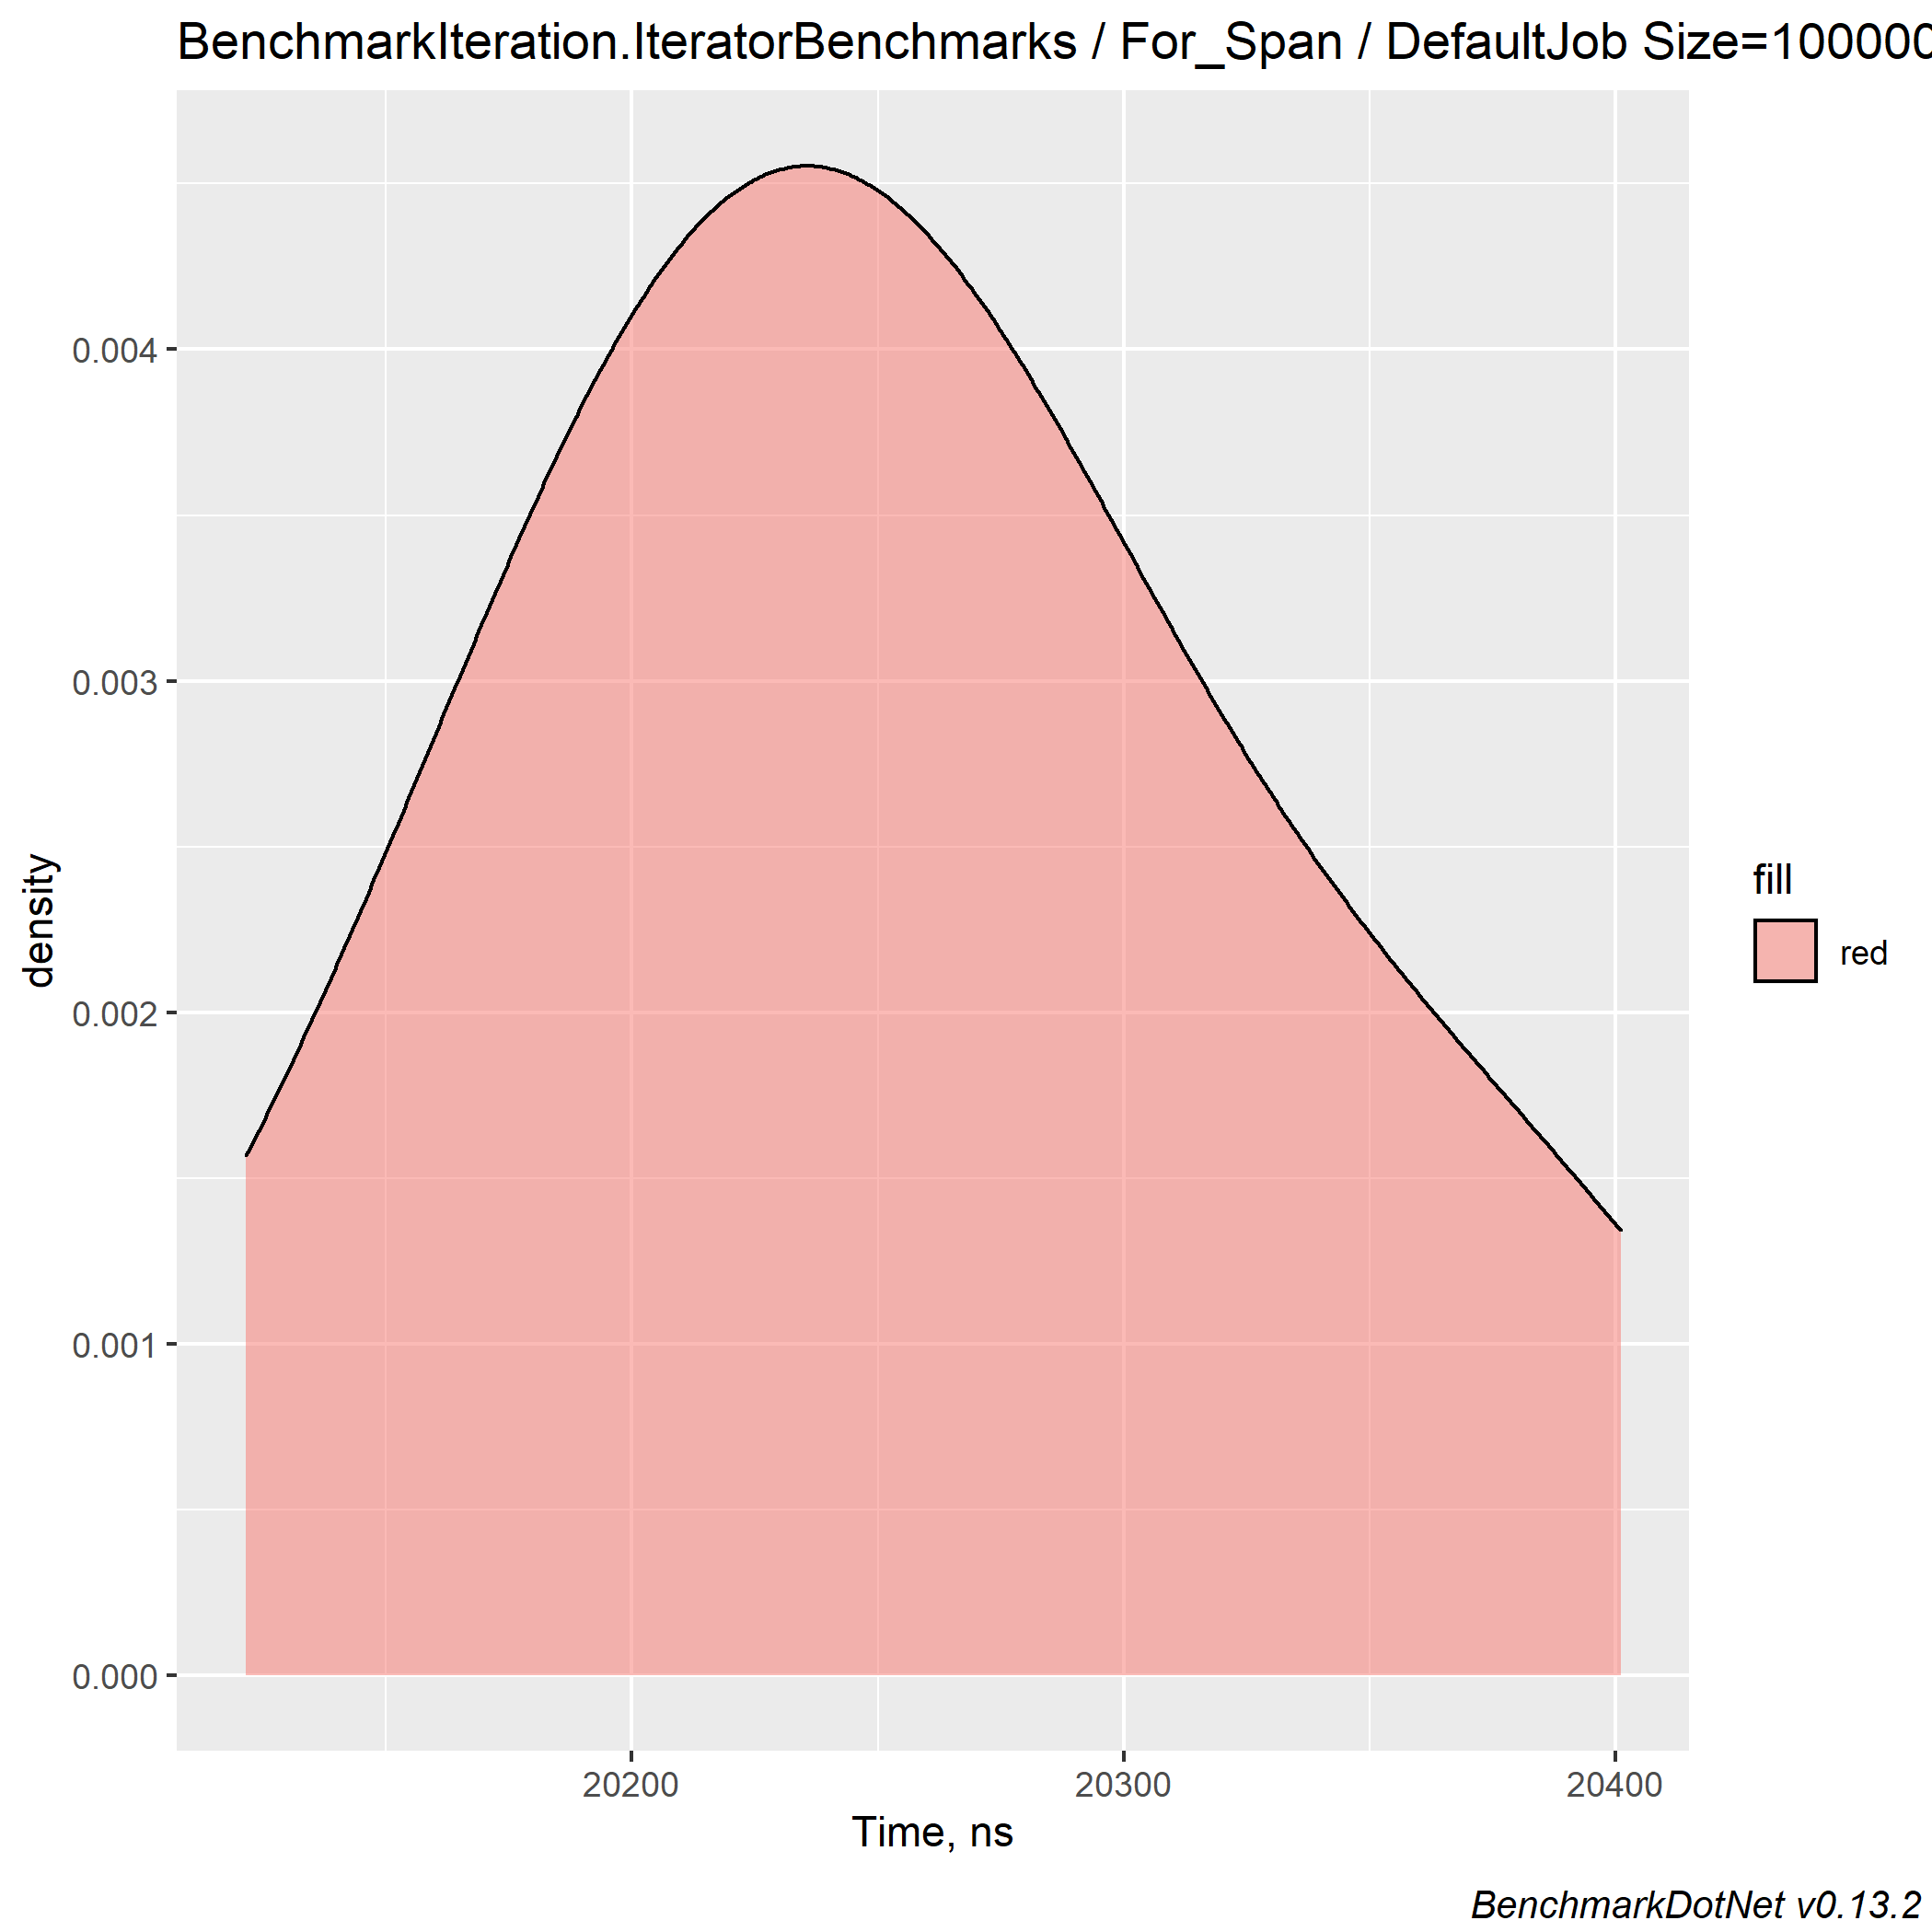 BenchmarkIteration.IteratorBenchmarks / For_Span / DefaultJob Size=100000
density
0.004
0.003
0.002
0.001
0.000
20200 20300 20400
Time, ns
fill
red
BenchmarkDotNet v0.13.2